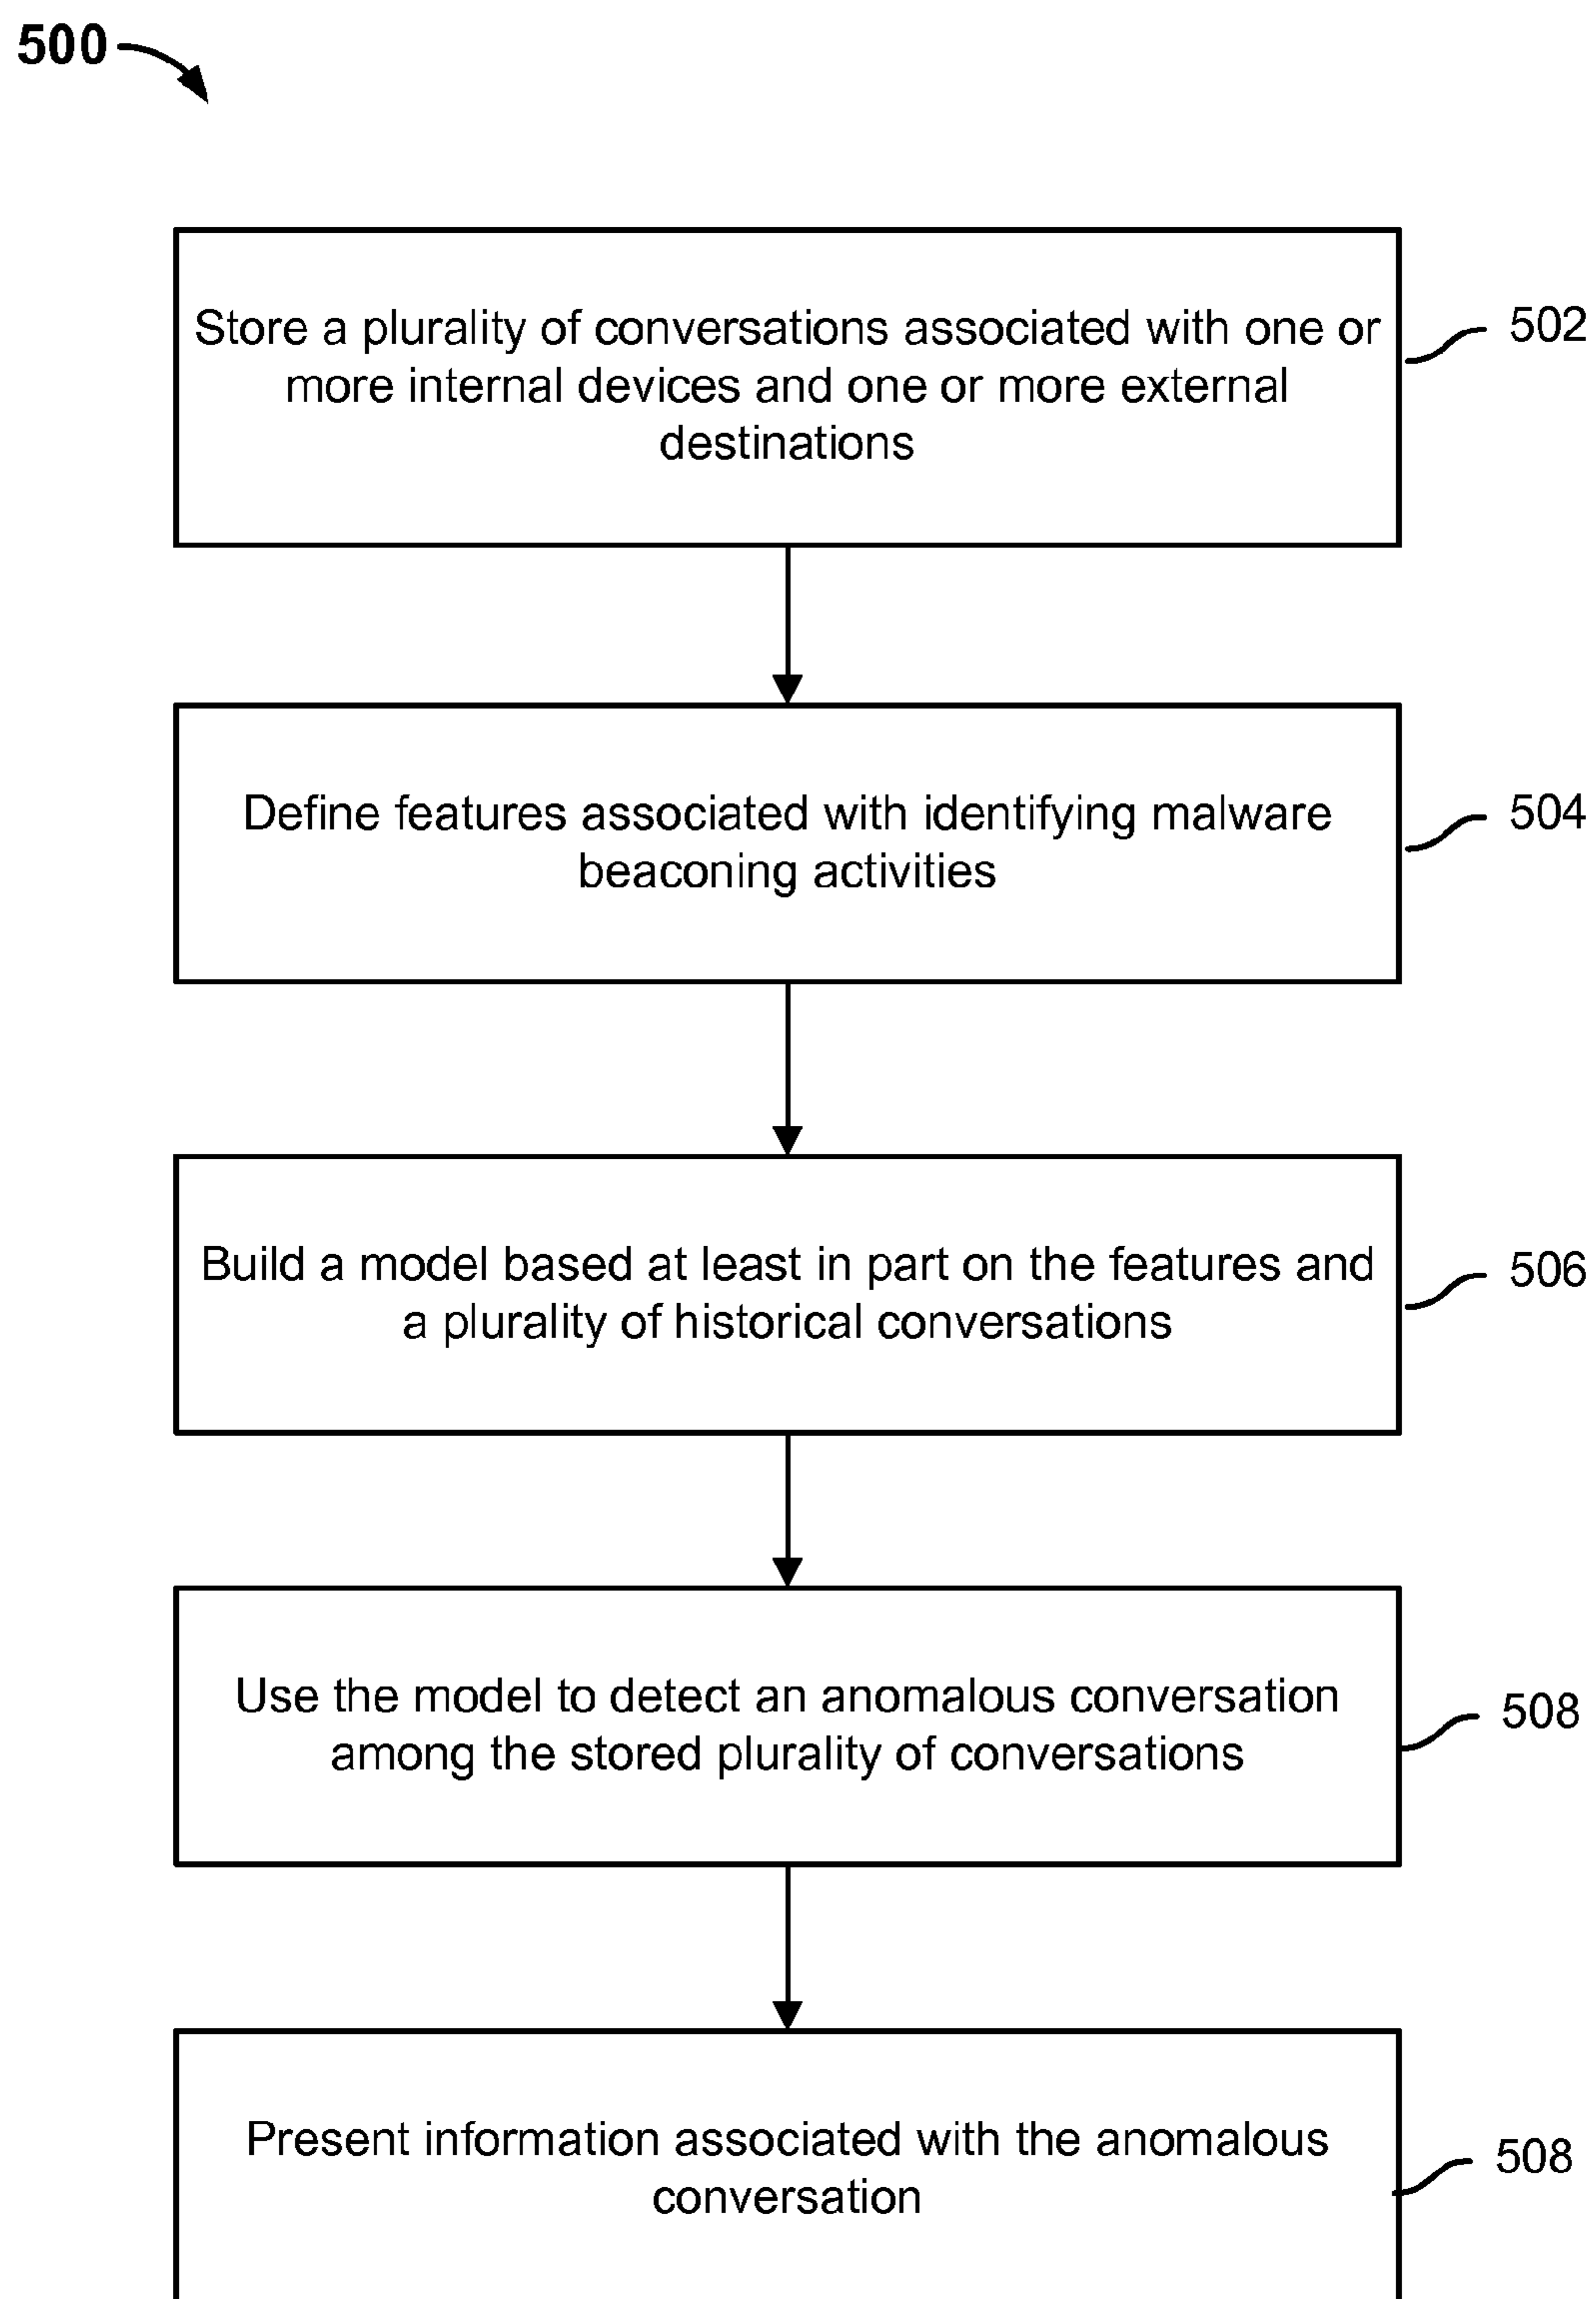 500
Store a plurality of conversations associated with one or
more internal devices and one or more external
destinations
502
Define features associated with identifying malware
beaconing activities
504
Build a model based at least in part on the features and
a plurality of historical conversations
506
Use the model to detect an anomalous conversation
among the stored plurality of conversations
508
Present information associated with the anomalous
conversation
508